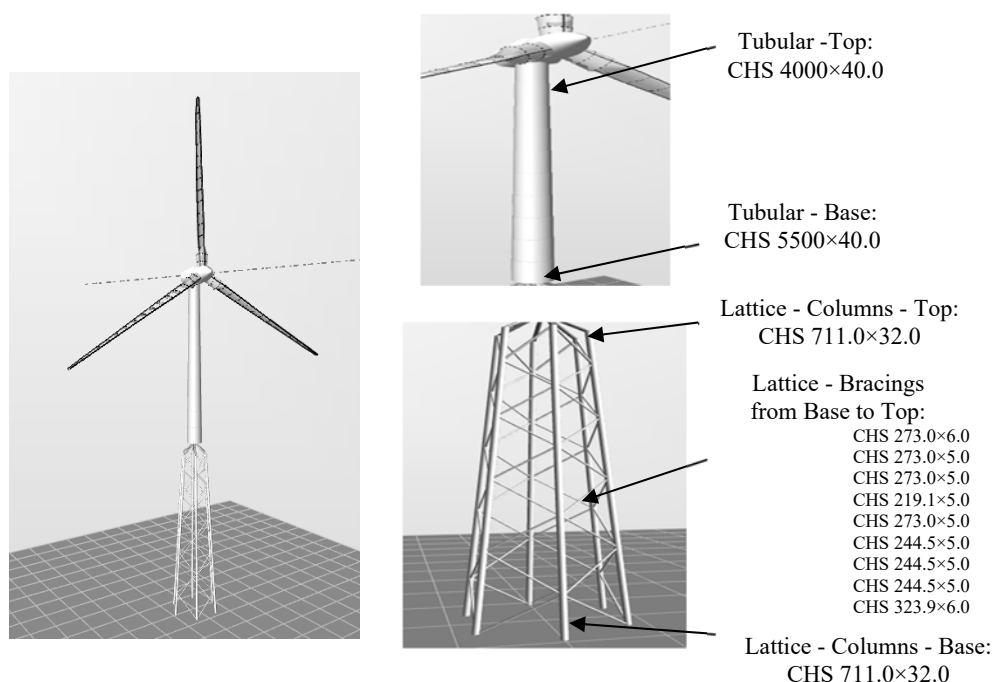 Tubular -Top:
CHS 4000×40.0
Tubular - Base:
CHS 5500×40.0
Lattice - Columns - Top:
CHS 711.0×32.0
Lattice - Bracings
from Base to Top:
CHS 273.0×6.0
CHS 273.0×5.0
CHS 273.0×5.0
CHS 219.1×5.0
CHS 273.0×5.0
CHS 244.5×5.0
CHS 244.5×5.0
CHS 244.5×5.0
CHS 323.9×6.0
Lattice - Columns - Base:
CHS 711.0×32.0